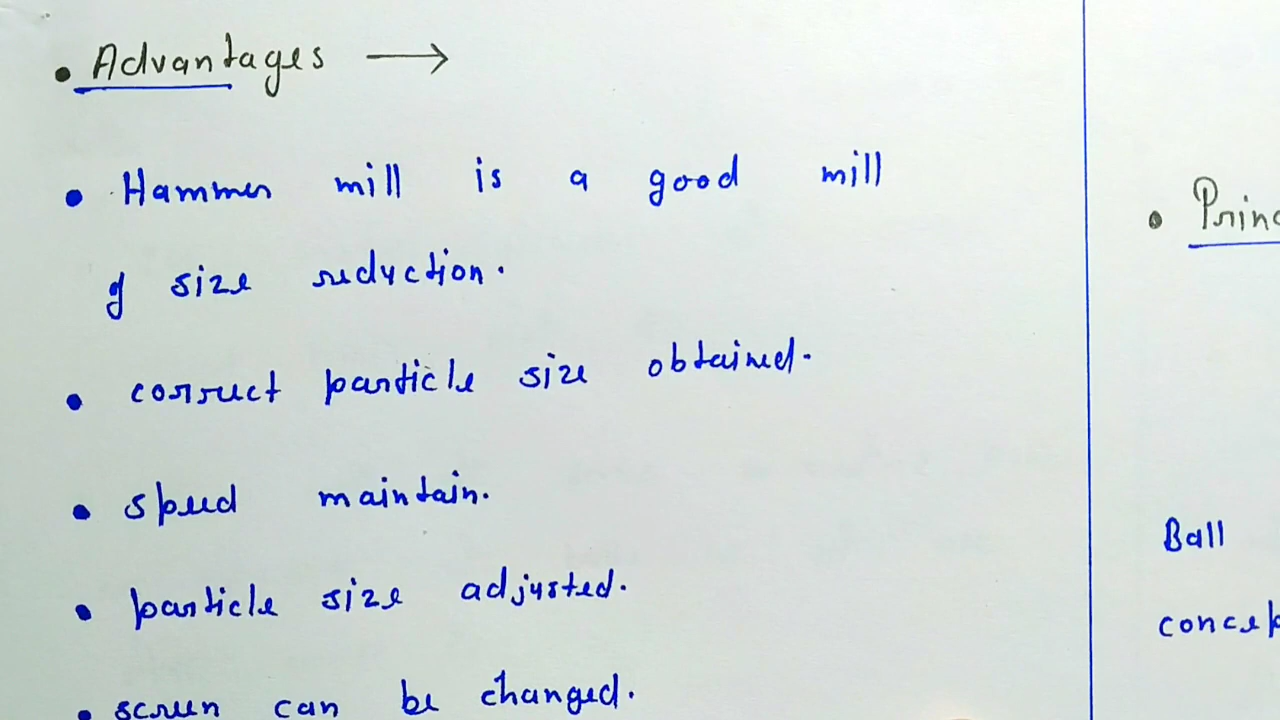 • Advantages →
• Hammer mill is a good mill
of size reduction.
• correct particle size obtained.
• speed maintain.
• particle size adjusted.
• screen can be changed.
• Princ
Ball
concep